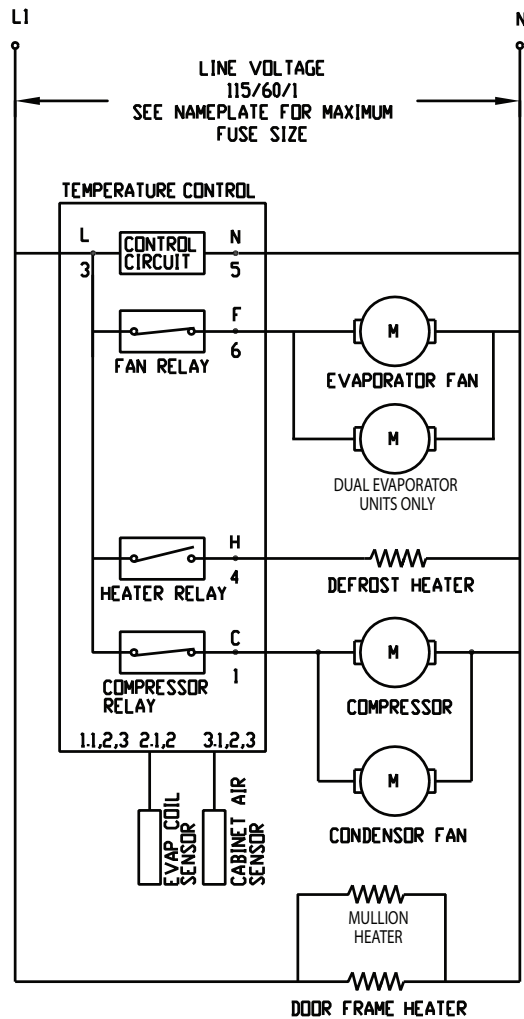 L1
N
LINE VOLTAGE
115/60/1
SEE NAMEPLATE FOR MAXIMUM
FUSE SIZE
TEMPERATURE CONTROL
L
CONTROL
CIRCUIT
N
3
5
F
M
6
FAN RELAY
EVAPORATOR FAN
M
DUAL EVAPORATOR
UNITS ONLY
H
4
HEATER RELAY
DEFROST HEATER
C
M
1
COMPRESSOR
RELAY
COMPRESSOR
1.1,2,3 2.1,2 3.1,2,3
M
EVAP COIL
SENSOR
CABINET AIR
SENSOR
CONDENSOR FAN
MULLION
HEATER
DOOR FRAME HEATER